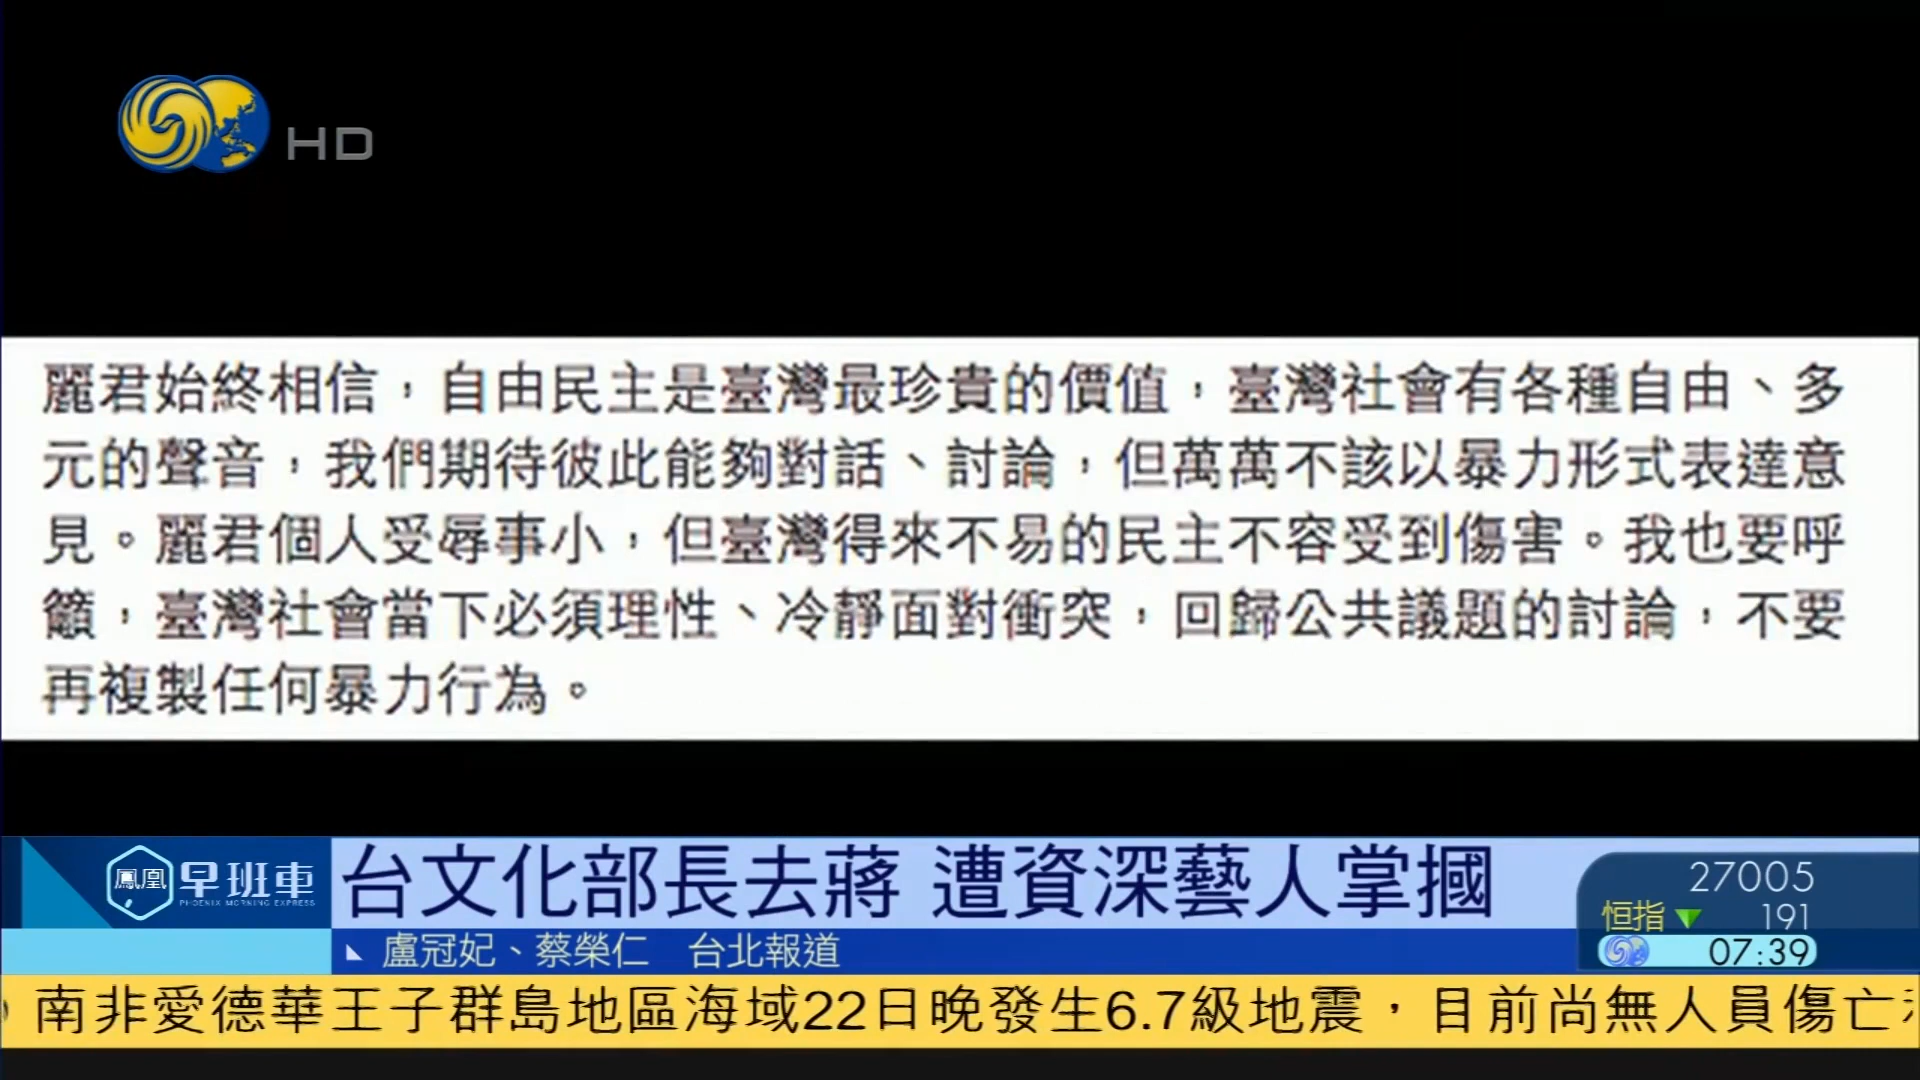 HD
麗君始終相信，自由民主是臺灣最珍貴的價值，臺灣社會有各種自由、多
元的聲音，我們期待彼此能夠對話、討論，但萬萬不該以暴力形式表達意
見。麗君個人受辱事小，但臺灣得來不易的民主不容受到傷害。我也要呼
籲，臺灣社會當下必須理性、冷靜面對衝突，回歸公共議題的討論，不要
再複製任何暴力行為。
鳳凰早班車
PHOENIX MORNING EXPRESS
台文化部長去蔣 遭資深藝人掌摑
盧冠妃、蔡榮仁 台北報道
27005
恒指 191
07:39
南非愛德華王子群島地區海域22日晚發生6.7級地震，目前尚無人員傷亡